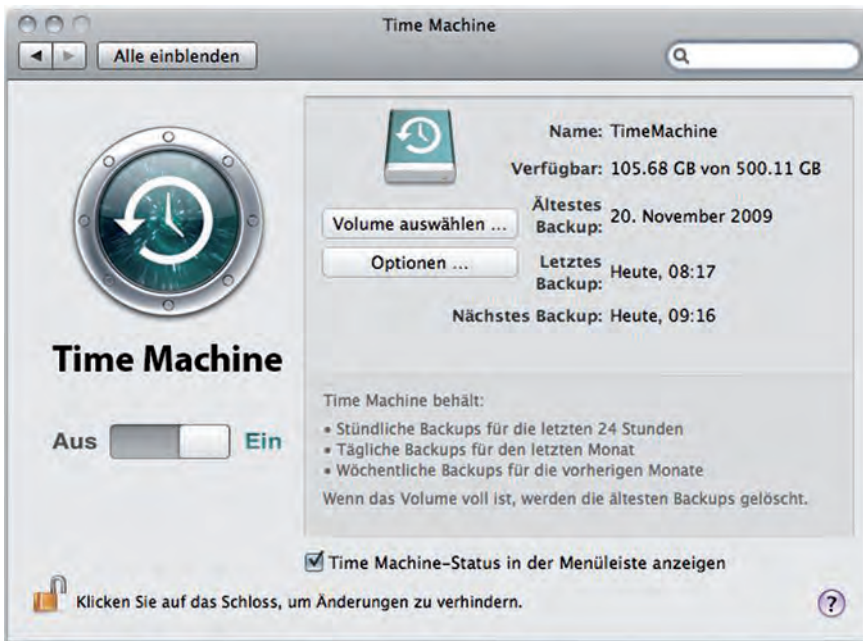 Time Machine
Alle einblenden
Name: TimeMachine
Verfügbar: 105.68 GB von 500.11 GB
Volume auswählen ...
Ältestes
Backup: 20. November 2009
Optionen ...
Letztes
Backup: Heute, 08:17
Nächstes Backup: Heute, 09:16
Time Machine
Aus Ein
Time Machine behält:
• Stündliche Backups für die letzten 24 Stunden
• Tägliche Backups für den letzten Monat
• Wöchentliche Backups für die vorherigen Monate
Wenn das Volume voll ist, werden die ältesten Backups gelöscht.
Time Machine-Status in der Menüleiste anzeigen
Klicken Sie auf das Schloss, um Änderungen zu verhindern.
?